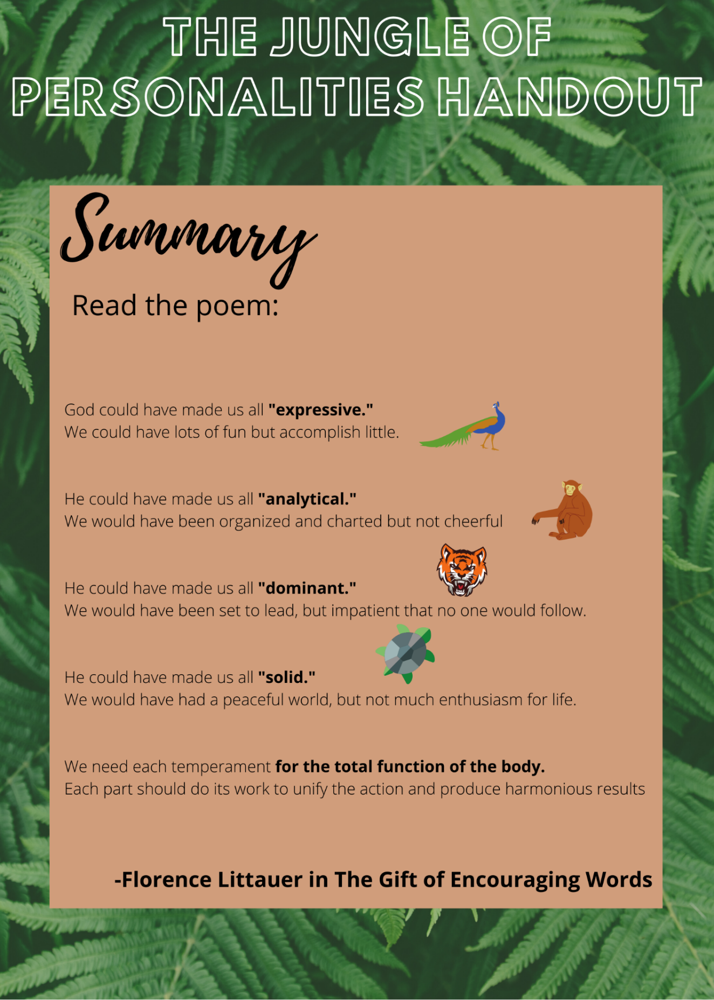 THE JUNGLE OF
PERSONALITIES HANDOUT
Summary
Read the poem:
God could have made us all "expressive."
We could have lots of fun but accomplish little.
He could have made us all "analytical."
We would have been organized and charted but not cheerful
He could have made us all "dominant."
We would have been set to lead, but impatient that no one would follow.
He could have made us all "solid."
We would have had a peaceful world, but not much enthusiasm for life.
We need each temperament for the total function of the body.
Each part should do its work to unify the action and produce harmonious results
-Florence Littauer in The Gift of Encouraging Words